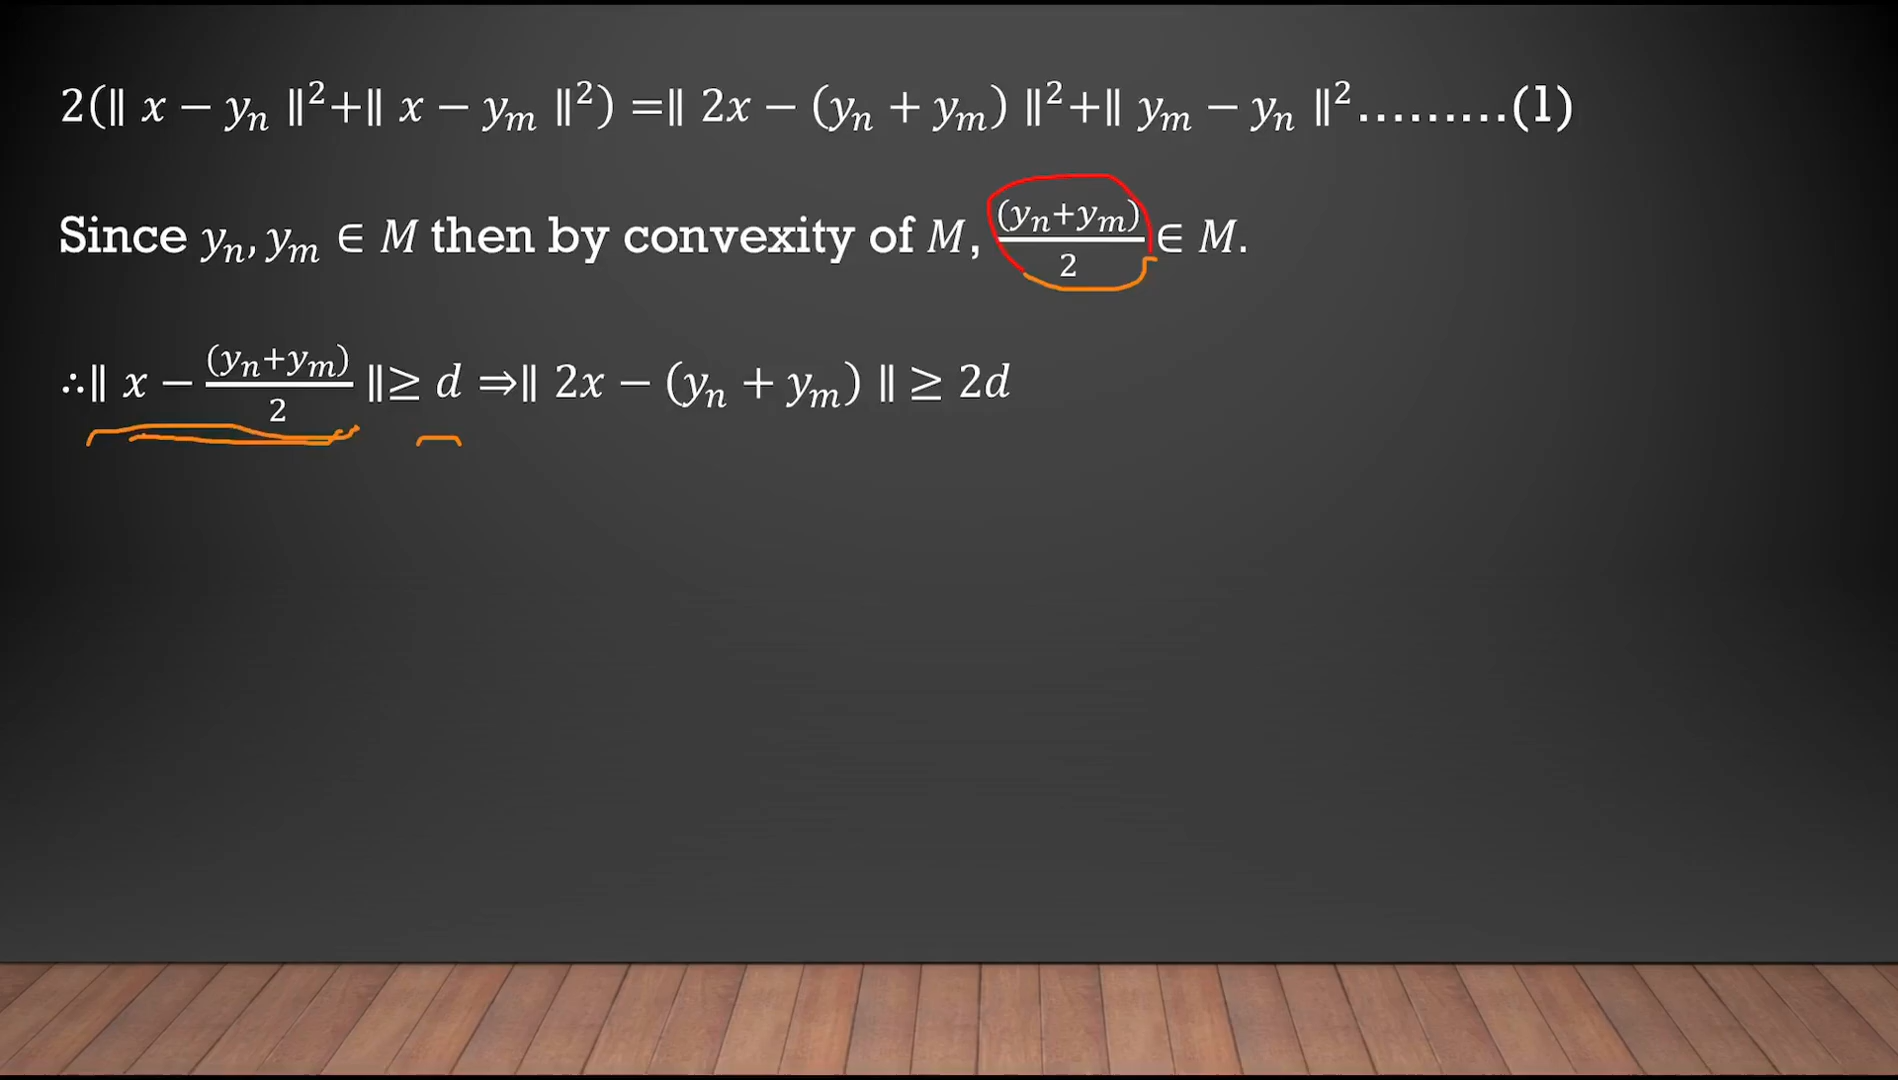 2(‖ x − yₙ ‖²+‖ x − yₘ ‖²) =‖ 2x − (yₙ + yₘ) ‖²+‖ yₘ − yₙ ‖²………(1)
Since yₙ, yₘ ∈ M then by convexity of M, (yₙ+yₘ)/2 ∈ M.
∴‖ x − (yₙ+yₘ)/2 ‖≥ d ⇒‖ 2x − (yₙ + yₘ) ‖ ≥ 2d